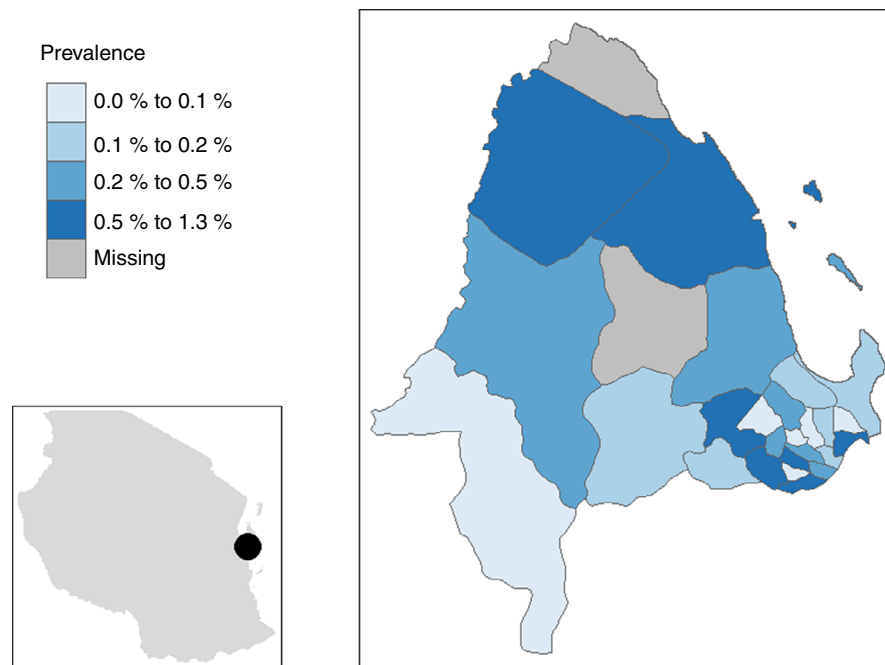 Prevalence
0.0 % to 0.1 %
0.1 % to 0.2 %
0.2 % to 0.5 %
0.5 % to 1.3 %
Missing